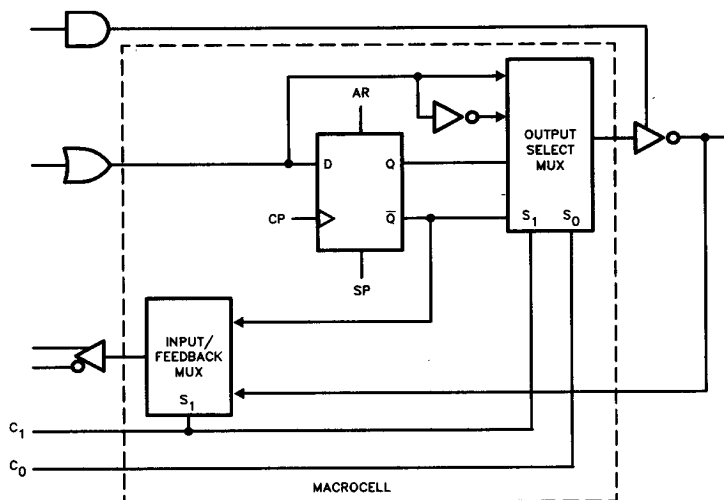 AR
OUTPUT
SELECT
MUX
D
Q
CP
Q̅
S₁ S₀
SP
INPUT/
FEEDBACK
MUX
S₁
C₁
C₀
MACROCELL